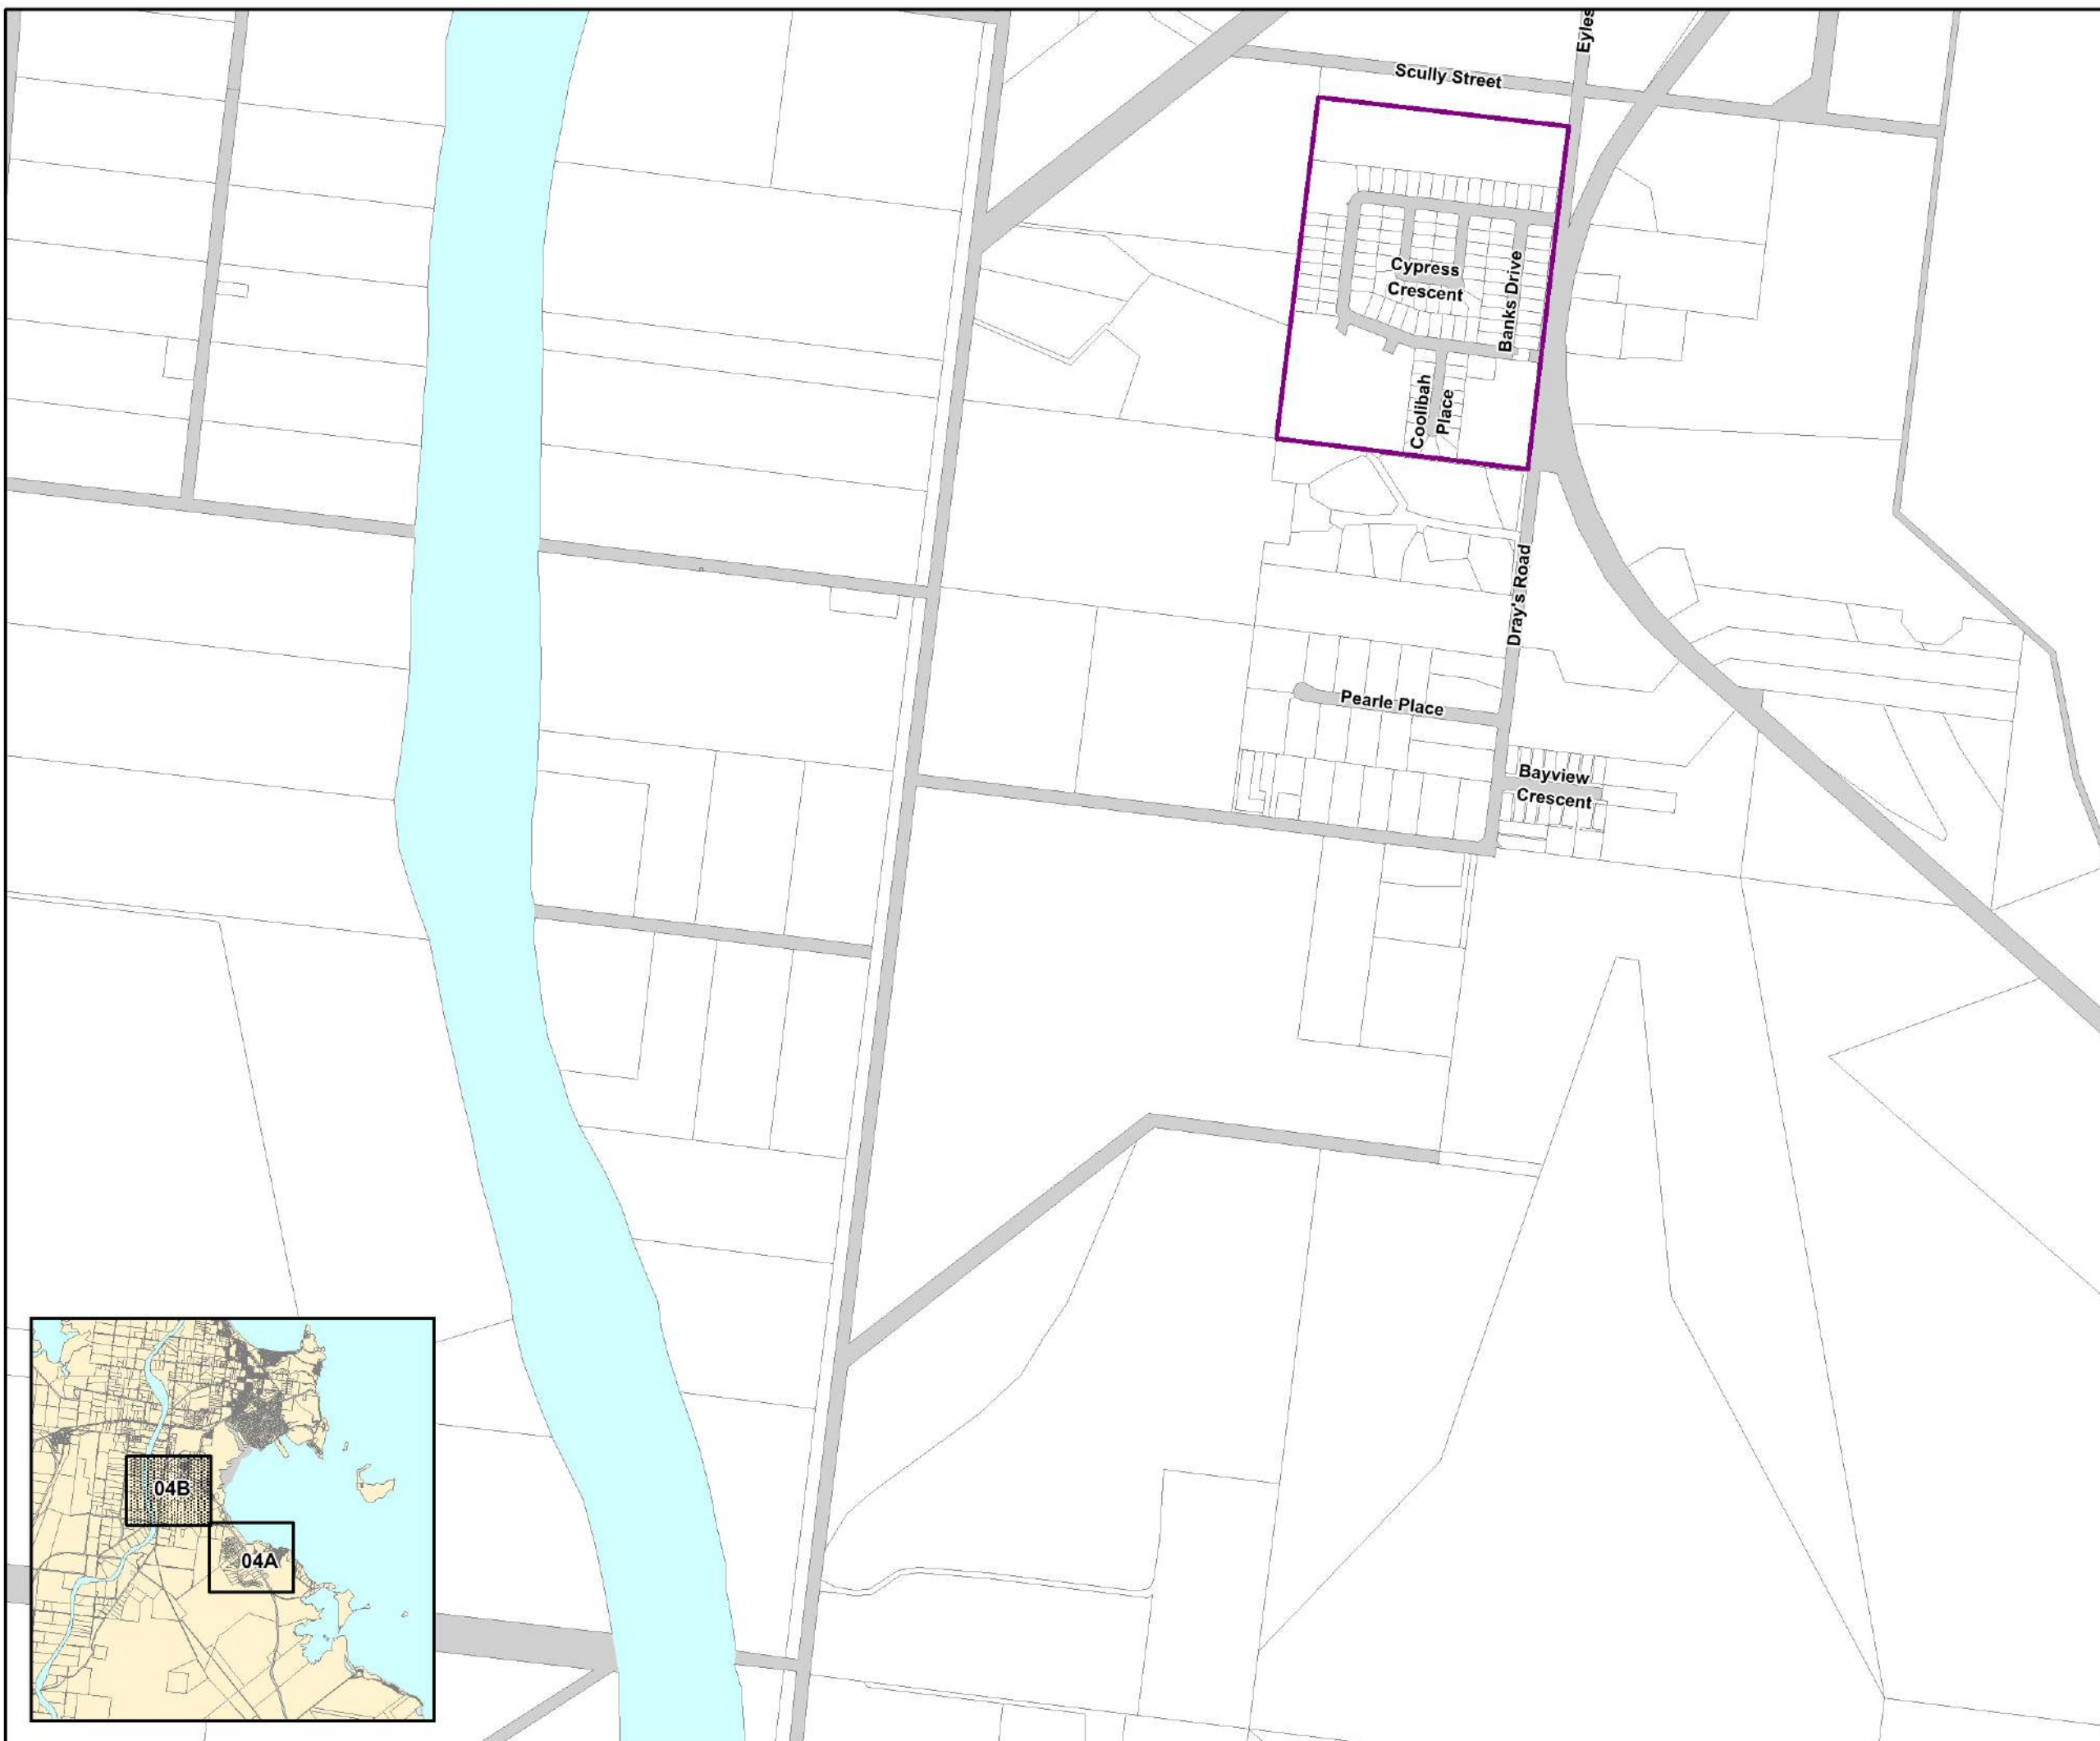 Eyles
Scully Street
Cypress
Crescent
Banks Drive
Coolibah
Place
Dray's Road
Pearle Place
Bayview
Crescent
04B
04A